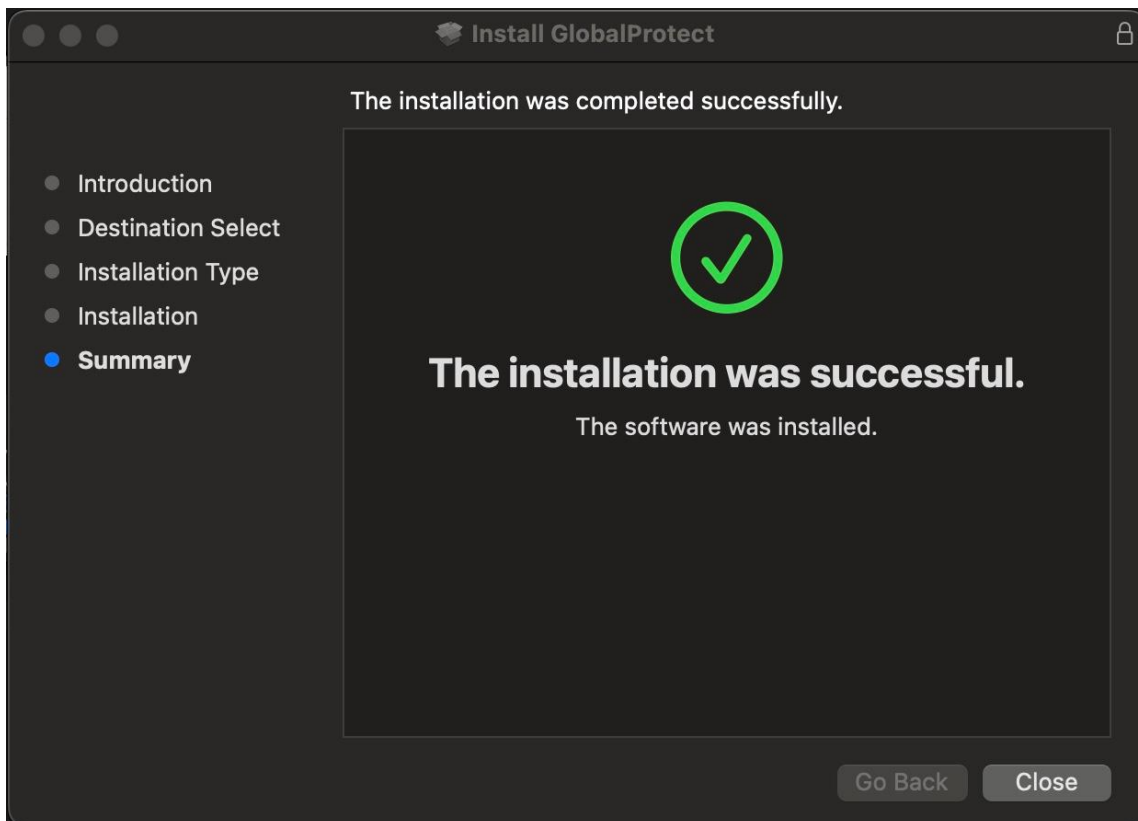 Install GlobalProtect
The installation was completed successfully.
Introduction
Destination Select
Installation Type
Installation
Summary
The installation was successful.
The software was installed.
Go Back
Close